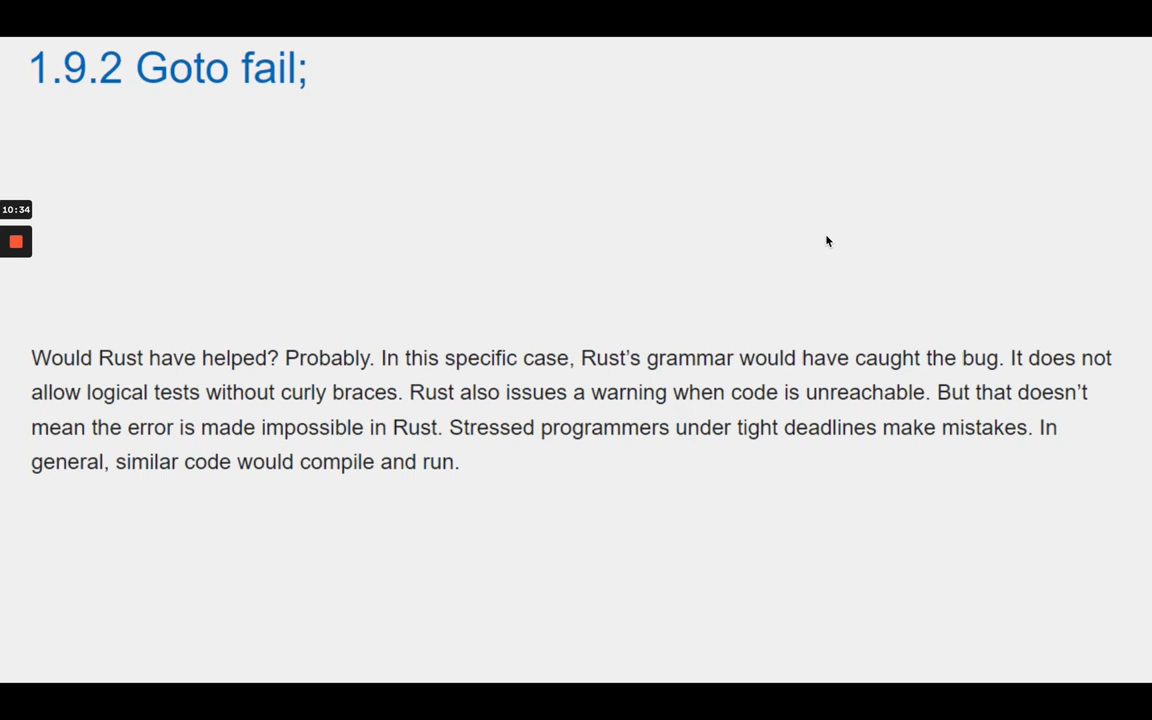 1.9.2 Goto fail;
10:34
Would Rust have helped? Probably. In this specific case, Rust’s grammar would have caught the bug. It does not
allow logical tests without curly braces. Rust also issues a warning when code is unreachable. But that doesn’t
mean the error is made impossible in Rust. Stressed programmers under tight deadlines make mistakes. In
general, similar code would compile and run.